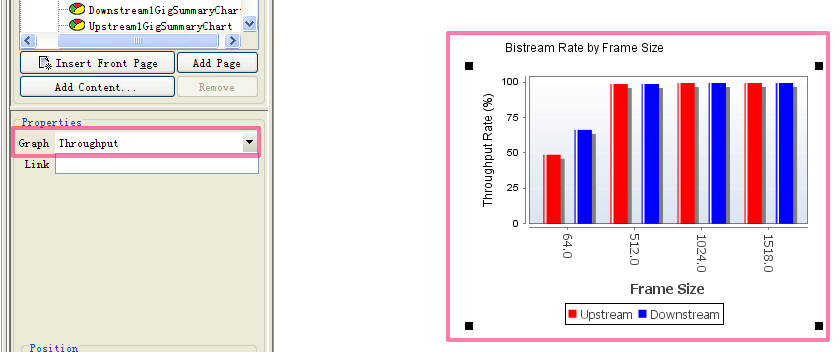 Downstream1GigSummaryChart
Upstream1GigSummaryChart
Insert Front Page
Add Page
Add Content...
Remove
Properties
Graph Throughput
Link
Position
Bistream Rate by Frame Size
Throughput Rate (%)
100
75
50
25
0
64.0
512.0
1024.0
1518.0
Frame Size
Upstream Downstream